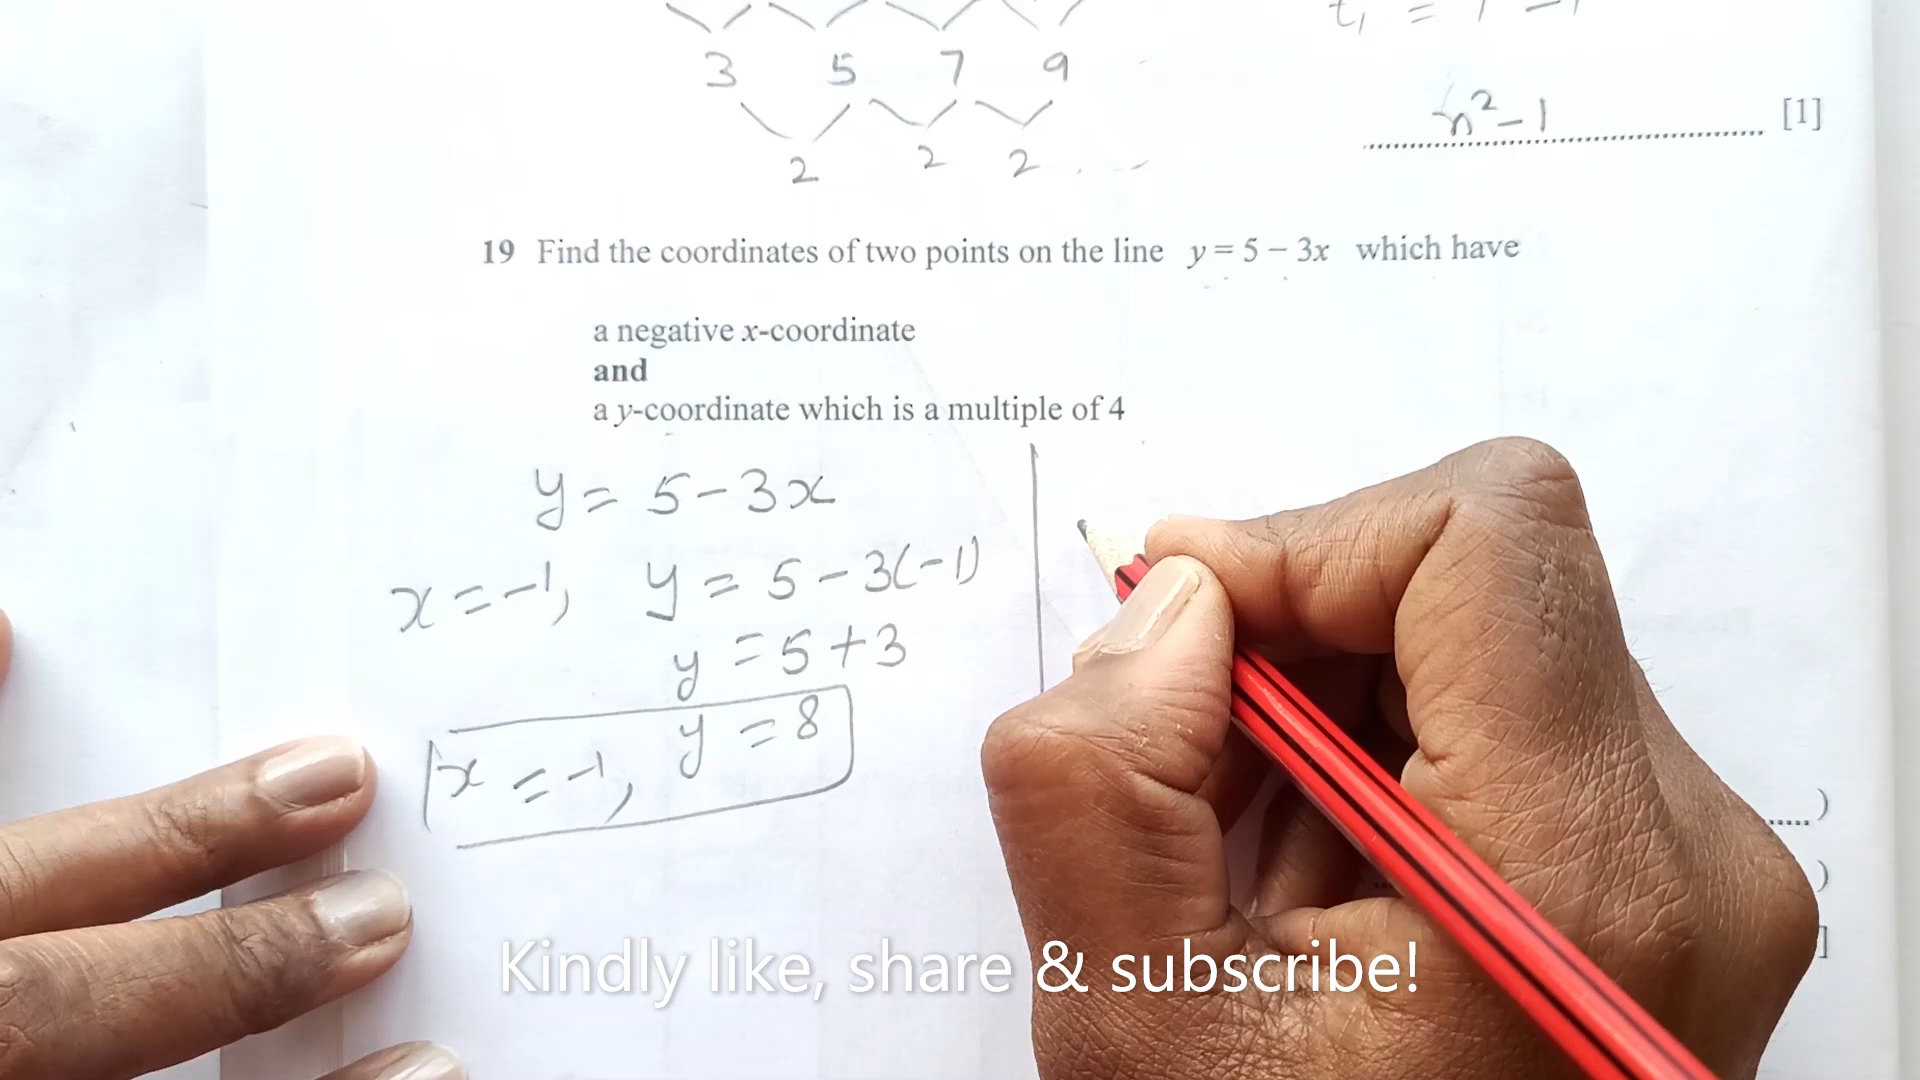 t₁ =
3 5 7 9
n² - 1 [1]
2 2 2
19 Find the coordinates of two points on the line y = 5 – 3x which have
a negative x-coordinate
and
a y-coordinate which is a multiple of 4
y = 5 - 3x
x = -1, y = 5 - 3(-1)
y = 5 + 3
y = 8
x = -1,
)
)
]
Kindly like, share & subscribe!